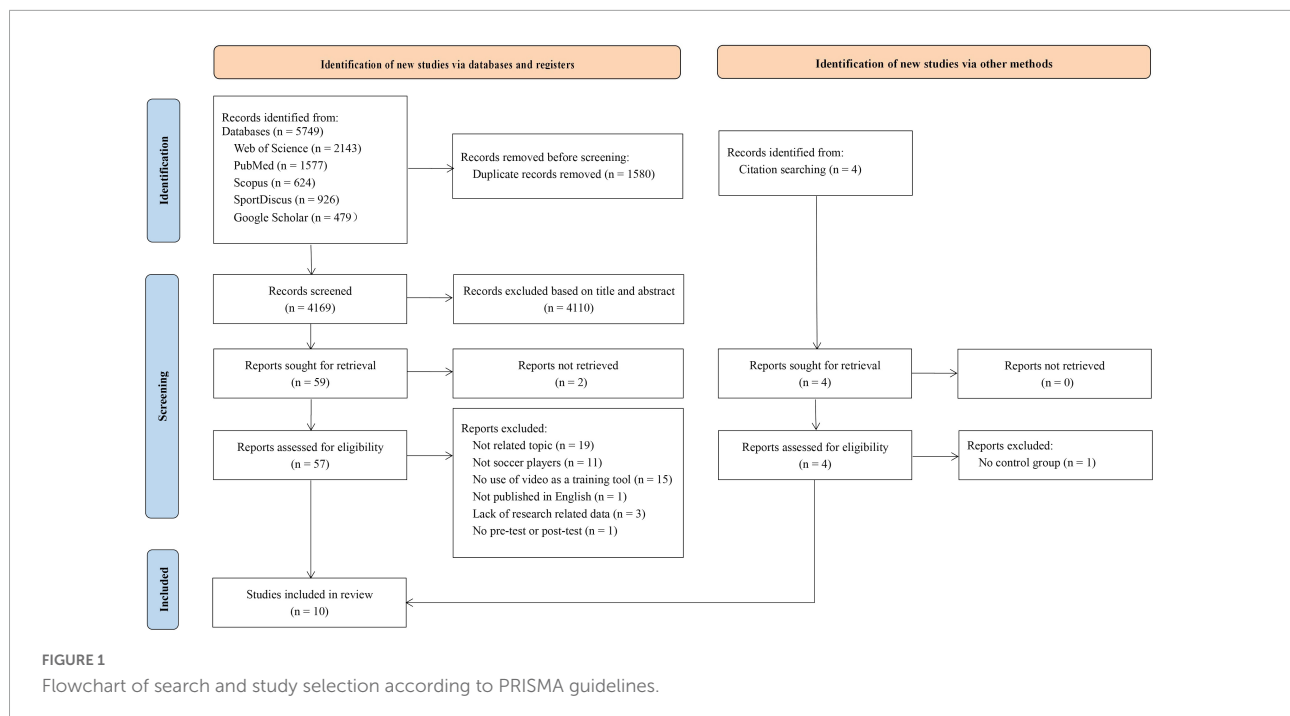 Identification of new studies via databases and registers
Identification of new studies via other methods
Identification
Records identified from:
Databases (n = 5749)
Web of Science (n = 2143)
PubMed (n = 1577)
Scopus (n = 624)
SportDiscus (n = 926)
Google Scholar (n = 479）
Records removed before screening:
Duplicate records removed (n = 1580)
Records identified from:
Citation searching (n = 4)
Screening
Records screened
(n = 4169)
Records excluded based on title and abstract
(n = 4110)
Reports sought for retrieval
(n = 59)
Reports not retrieved
(n = 2)
Reports sought for retrieval
(n = 4)
Reports not retrieved
(n = 0)
Reports assessed for eligibility
(n = 57)
Reports excluded:
Not related topic (n = 19)
Not soccer players (n = 11)
No use of video as a training tool (n = 15)
Not published in English (n = 1)
Lack of research related data (n = 3)
No pre-test or post-test (n = 1)
Reports assessed for eligibility
(n = 4)
Reports excluded:
No control group (n = 1)
Included
Studies included in review
(n = 10)
FIGURE 1
Flowchart of search and study selection according to PRISMA guidelines.